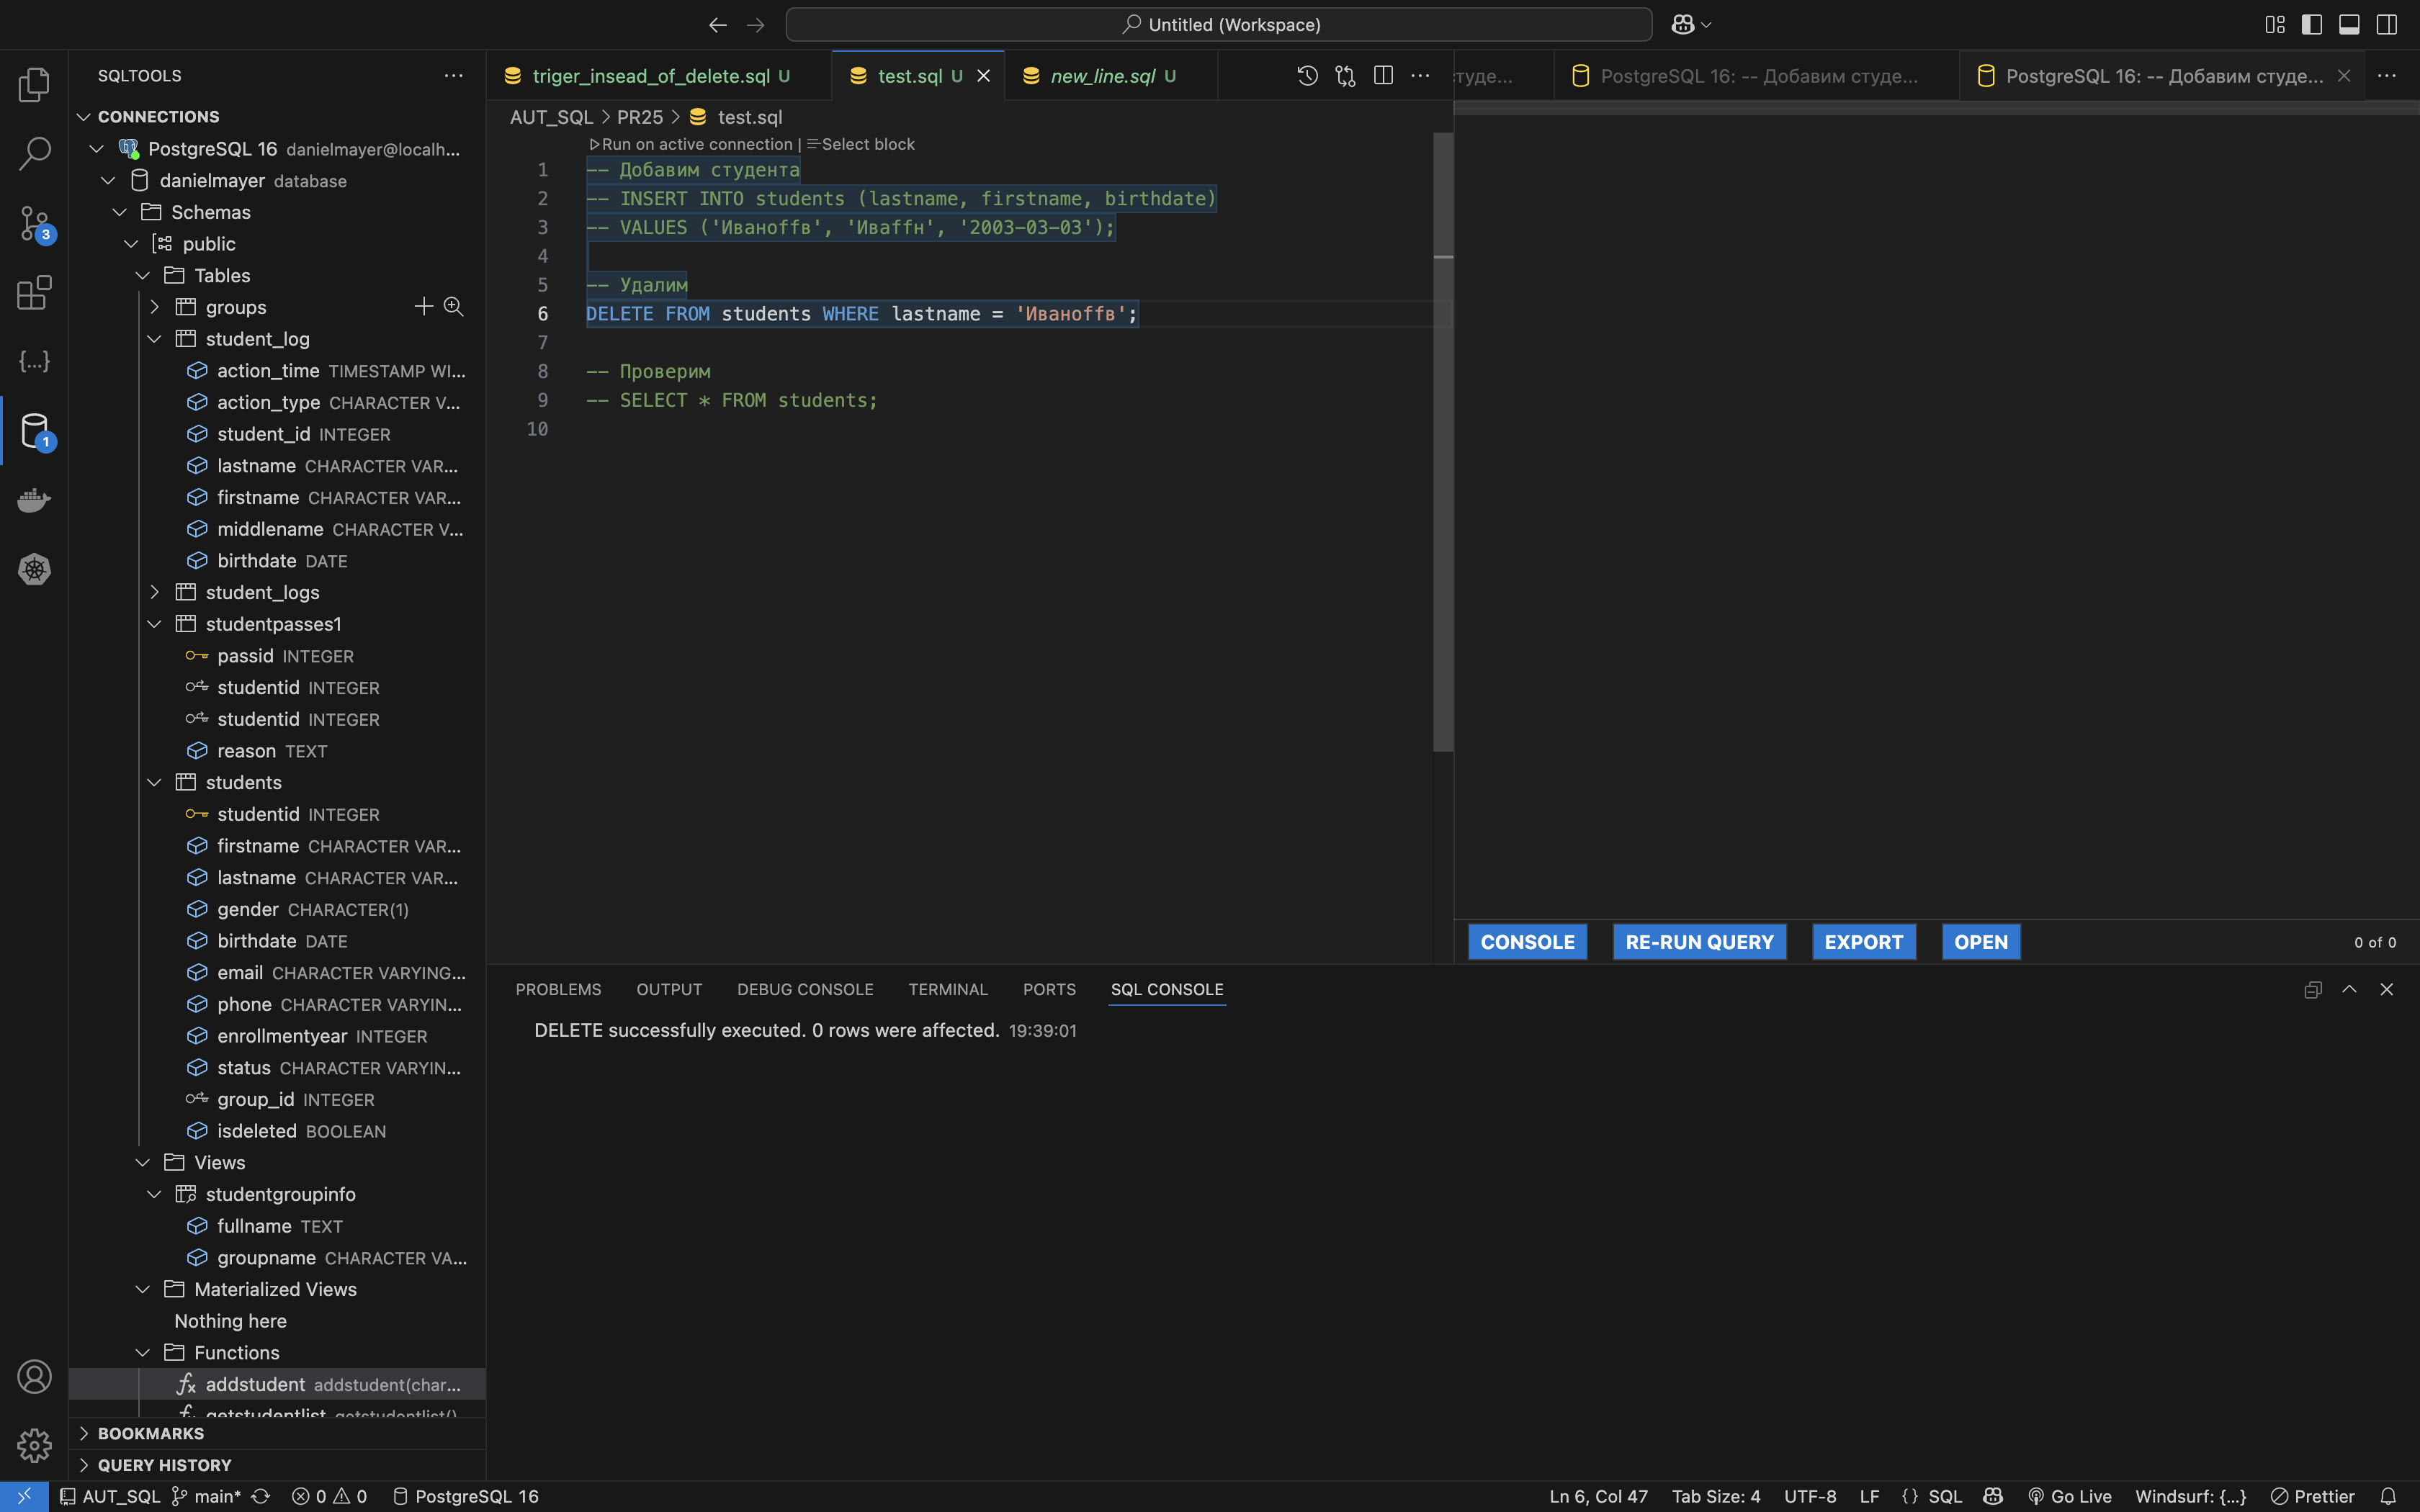 Untitled (Workspace)
SQLTOOLS
CONNECTIONS
PostgreSQL 16 danielmayer@localh...
danielmayer database
Schemas
public
Tables
groups
student_log
action_time TIMESTAMP WI...
action_type CHARACTER V...
student_id INTEGER
lastname CHARACTER VAR...
firstname CHARACTER VAR...
middlename CHARACTER V...
birthdate DATE
student_logs
studentpasses1
passid INTEGER
studentid INTEGER
studentid INTEGER
reason TEXT
students
studentid INTEGER
firstname CHARACTER VAR...
lastname CHARACTER VAR...
gender CHARACTER(1)
birthdate DATE
email CHARACTER VARYING...
phone CHARACTER VARYIN...
enrollmentyear INTEGER
status CHARACTER VARYIN...
group_id INTEGER
isdeleted BOOLEAN
Views
studentgroupinfo
fullname TEXT
groupname CHARACTER VA...
Materialized Views
Nothing here
Functions
addstudent addstudent(char...
getstudentlist getstudentlist()
BOOKMARKS
QUERY HISTORY
3
1
triger_insead_of_delete.sql U
test.sql U
new_line.sql U
AUT_SQL > PR25 > test.sql
Run on active connection | Select block
1 -- Добавим студента
2 -- INSERT INTO students (lastname, firstname, birthdate)
3 -- VALUES ('Иваноffв', 'Иваffн', '2003-03-03');
4
5 -- Удалим
6 DELETE FROM students WHERE lastname = 'Иваноffв';
7
8 -- Проверим
9 -- SELECT * FROM students;
10
туде...
PostgreSQL 16: -- Добавим студе...
PostgreSQL 16: -- Добавим студе...
CONSOLE RE-RUN QUERY EXPORT OPEN 0 of 0
PROBLEMS OUTPUT DEBUG CONSOLE TERMINAL PORTS SQL CONSOLE
DELETE successfully executed. 0 rows were affected. 19:39:01
AUT_SQL main* 0 0 PostgreSQL 16 Ln 6, Col 47 Tab Size: 4 UTF-8 LF {} SQL Go Live Windsurf: {...} Prettier